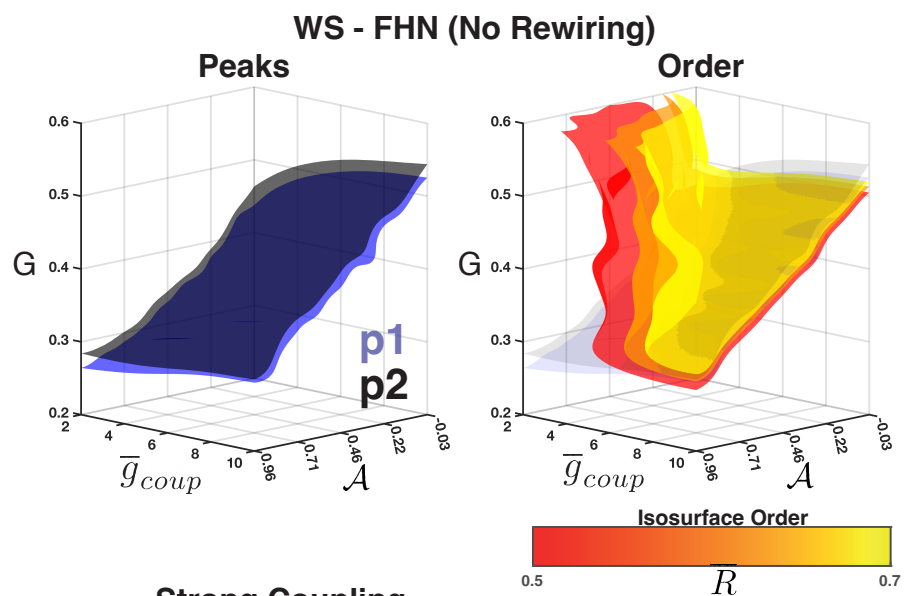 WS - FHN (No Rewiring)
Peaks
Order
0.6
0.5
G
0.4
0.3
0.2
2
4
6
8
10
0.96
0.71
0.46
0.22
-0.03
g̅coup
𝒜
p1
p2
0.6
0.5
G
0.4
0.3
0.2
2
4
6
8
10
0.96
0.71
0.46
0.22
-0.03
g̅coup
𝒜
Isosurface Order
0.5
R̅
0.7
Strong Coupling